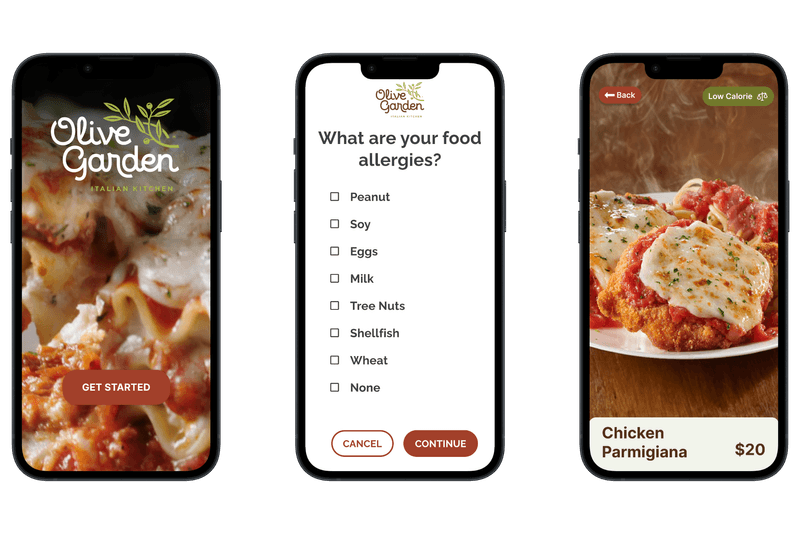 Olive
Garden
ITALIAN KITCHEN
GET STARTED
Olive
Garden
ITALIAN KITCHEN
What are your food
allergies?
Peanut
Soy
Eggs
Milk
Tree Nuts
Shellfish
Wheat
None
CANCEL
CONTINUE
Back
Low Calorie
Chicken
Parmigiana
$20